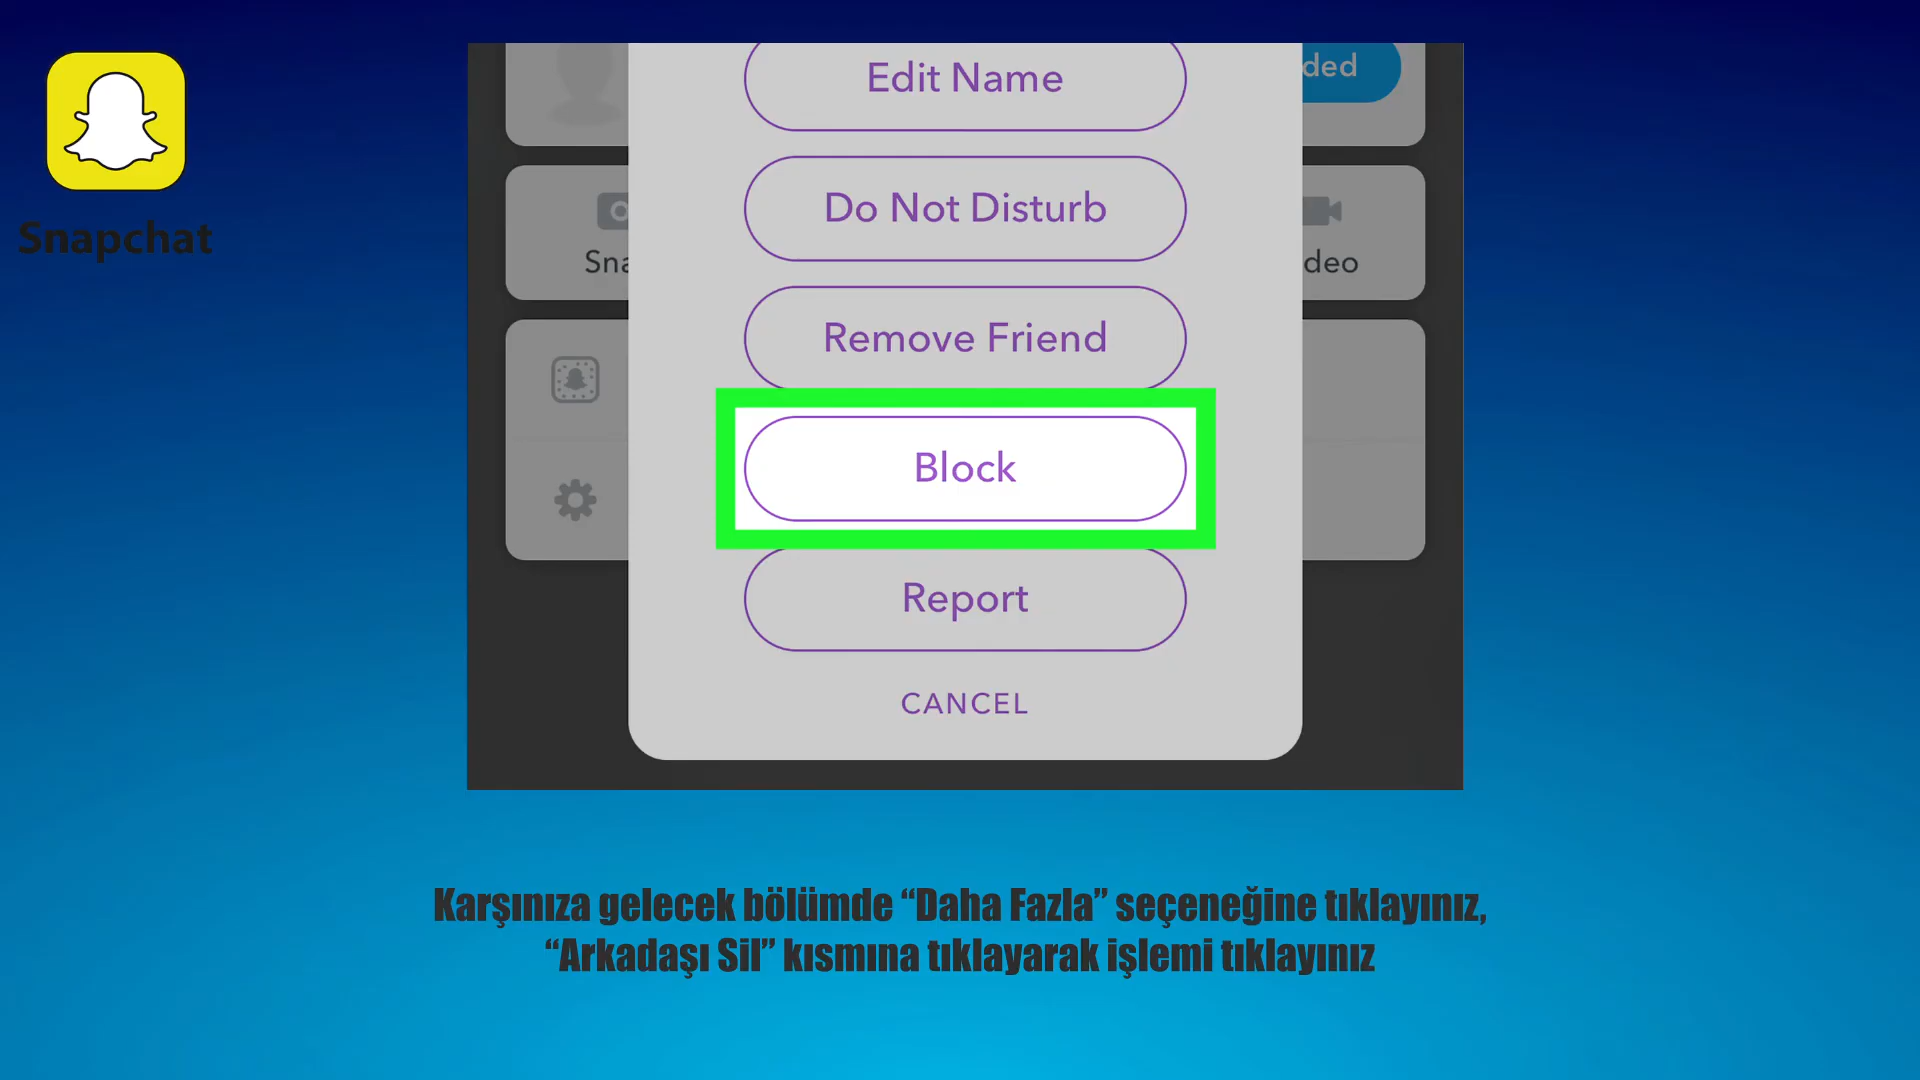 Snapchat
Edit Name
ded
Do Not Disturb
Sna
deo
Remove Friend
Block
Report
CANCEL
Karşınıza gelecek bölümde “Daha Fazla” seçeneğine tıklayınız,
“Arkadaşı Sil” kısmına tıklayarak işlemi tıklayınız